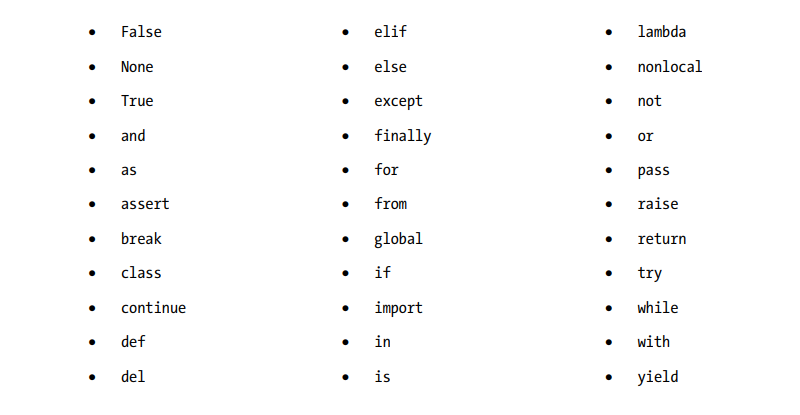 • False
• None
• True
• and
• as
• assert
• break
• class
• continue
• def
• del
• elif
• else
• except
• finally
• for
• from
• global
• if
• import
• in
• is
• lambda
• nonlocal
• not
• or
• pass
• raise
• return
• try
• while
• with
• yield